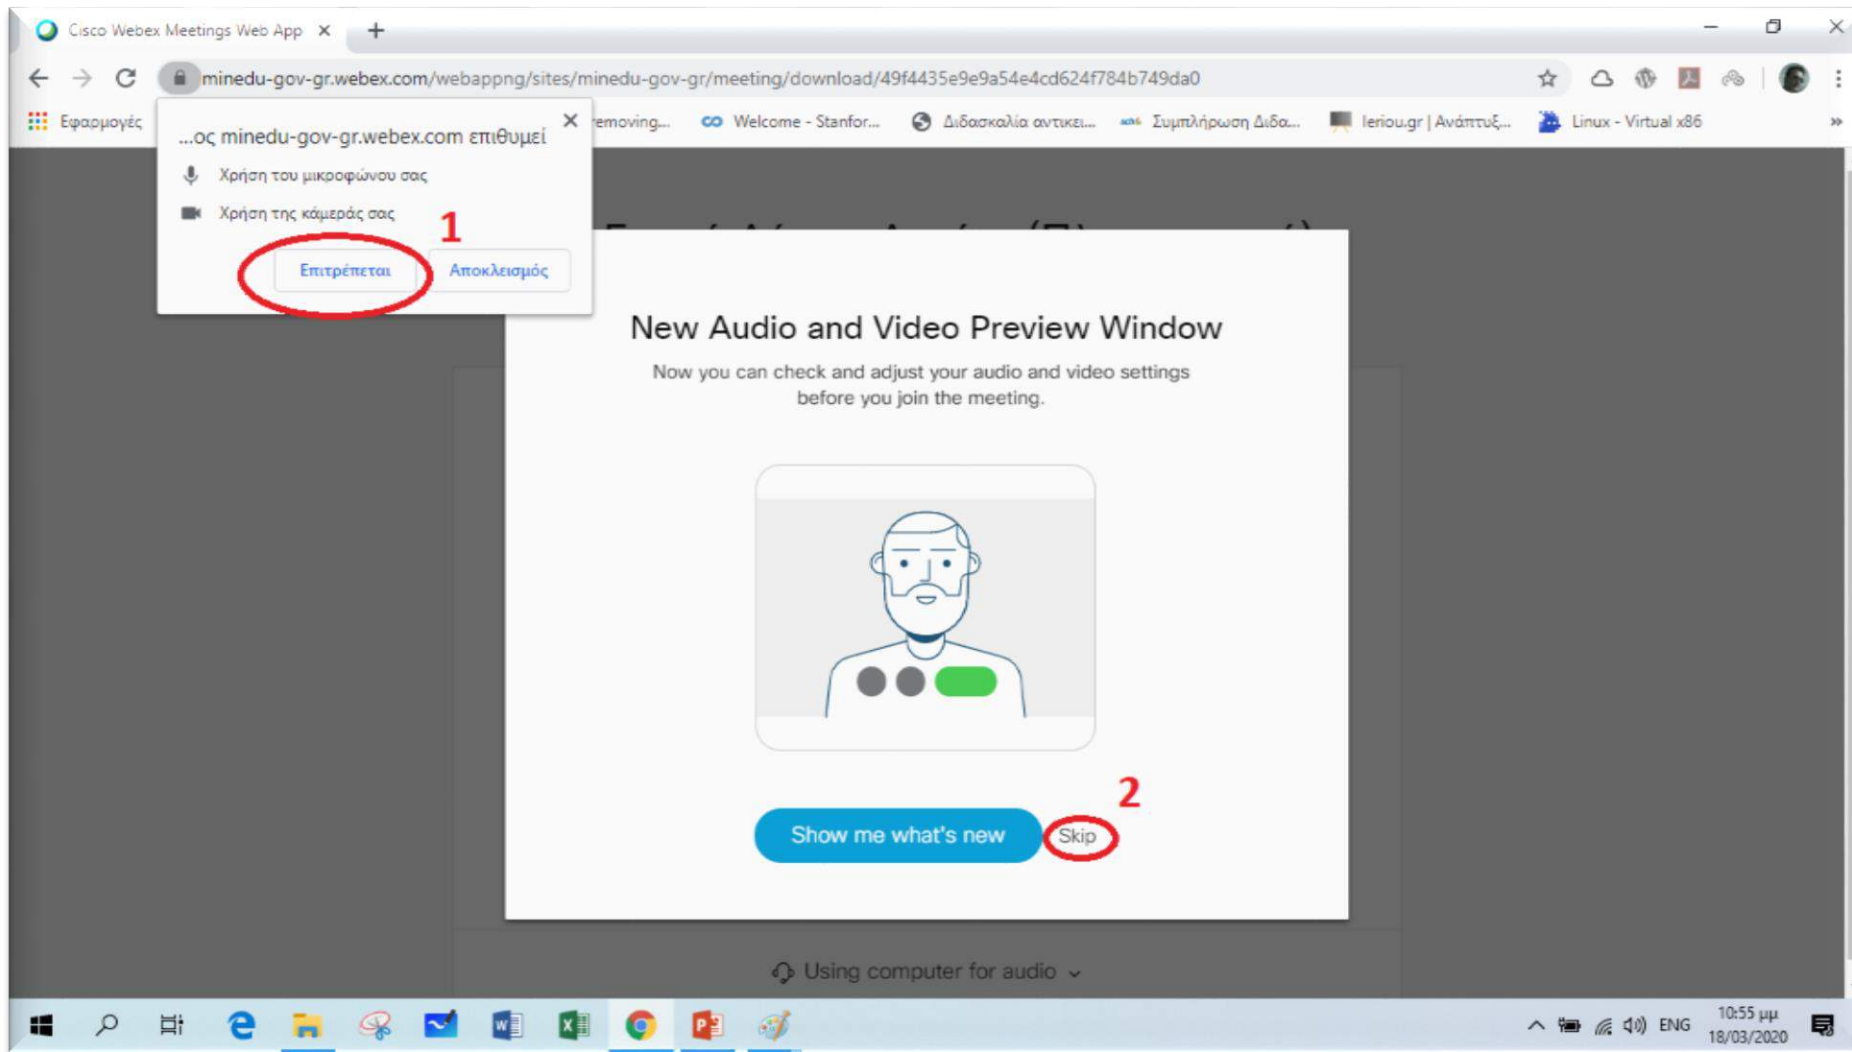 Cisco Webex Meetings Web App
minedu-gov-gr.webex.com/webappng/sites/minedu-gov-gr/meeting/download/49f4435e9e9a54e4cd624f784b749da0
Εφαρμογές
removing...
Welcome - Stanfor...
Διδασκαλία αντικει...
Συμπλήρωση Διδα...
Ieriou.gr | Ανάπτυξ...
Linux - Virtual x86
...ος minedu-gov-gr.webex.com επιθυμεί
Χρήση του μικροφώνου σας
Χρήση της κάμεράς σας
1
Επιτρέπεται
Αποκλεισμός
New Audio and Video Preview Window
Now you can check and adjust your audio and video settings
before you join the meeting.
2
Show me what's new
Skip
Using computer for audio
ENG
10:55 μμ
18/03/2020